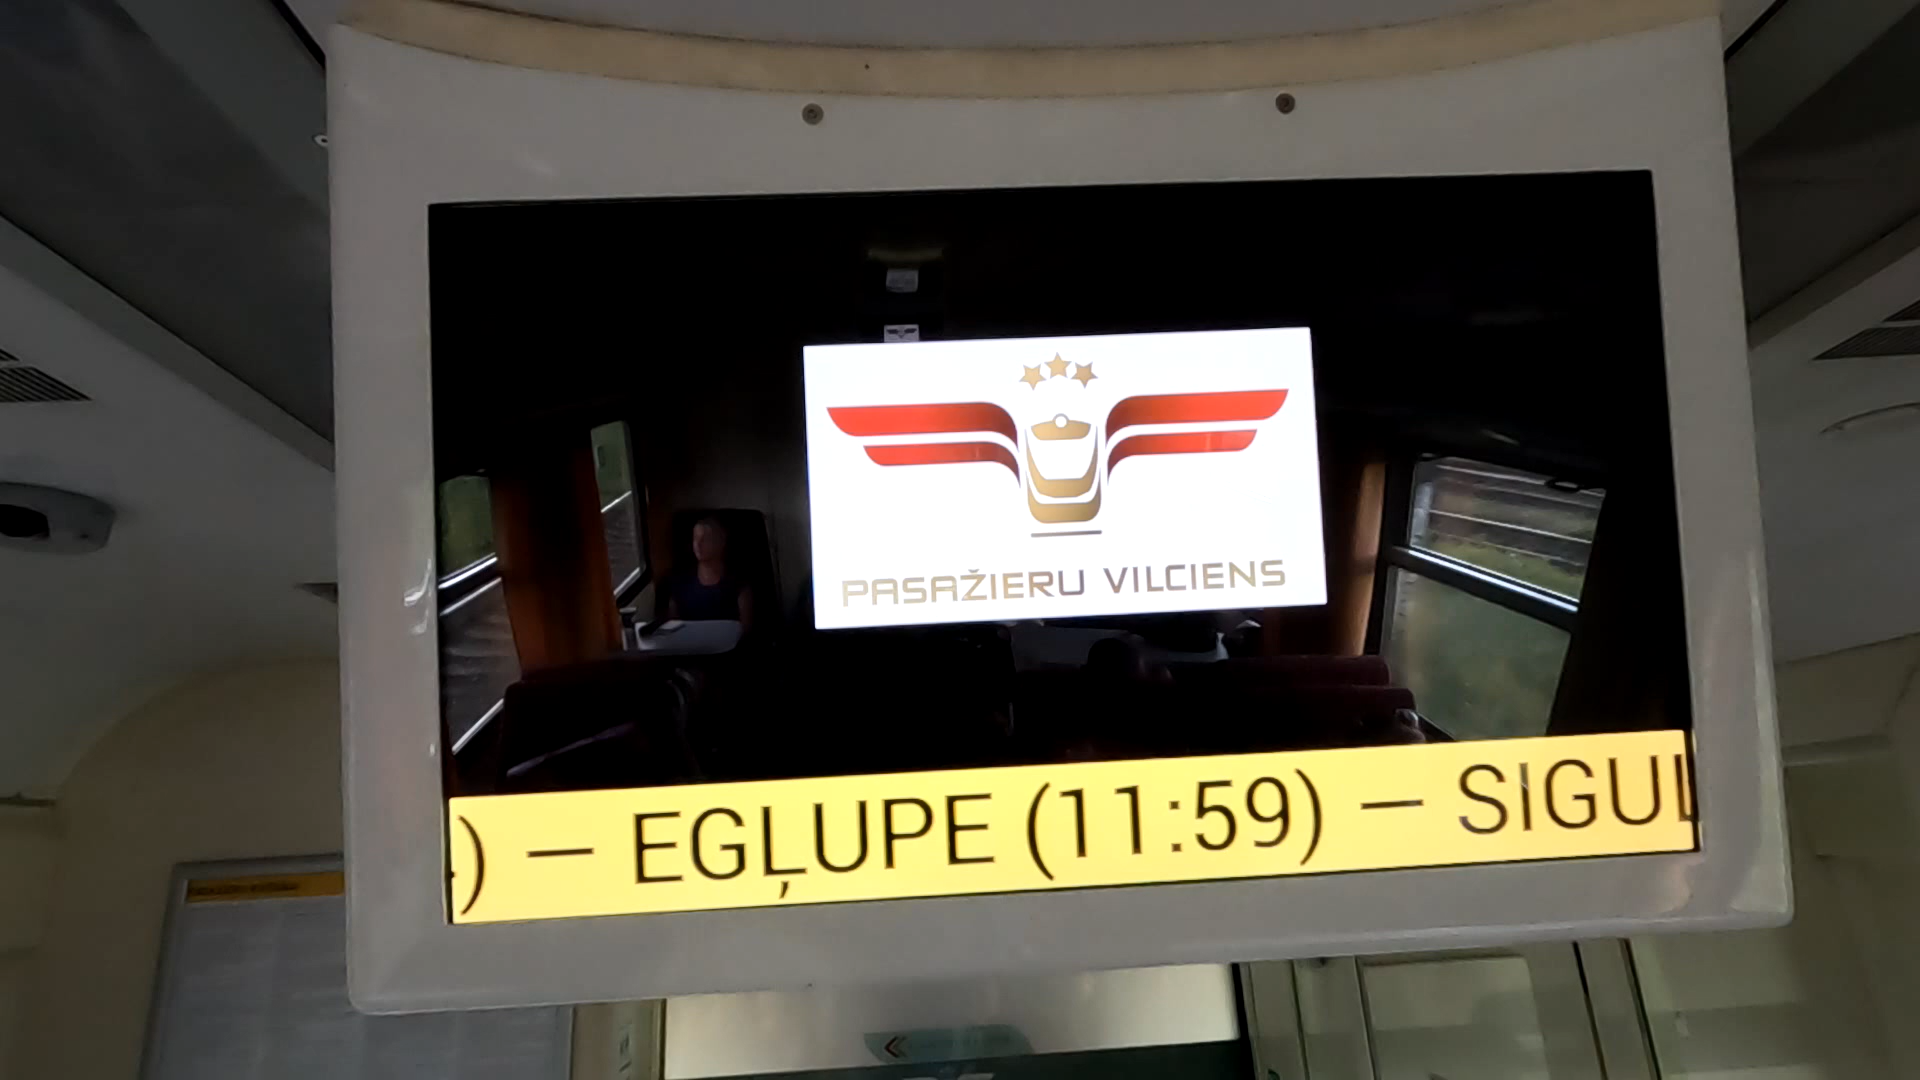 PASAŽIERU VILCIENS
) — EGĻUPE (11:59) — SIGUL